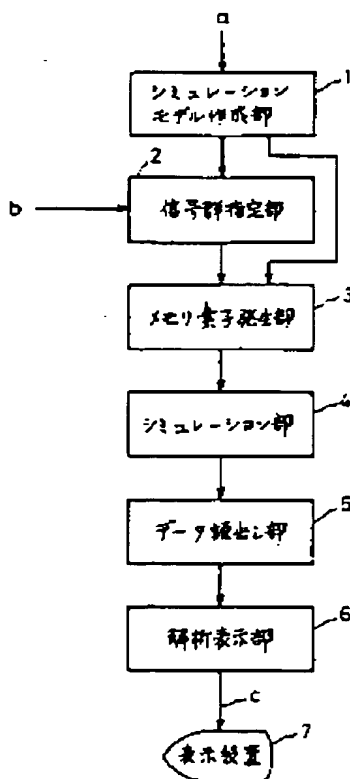 a
シミュレーション
モデル作成部
1
2
b
信号群指定部
メモリ素子発生部
3
シミュレーション部
4
データ読出し部
5
解析表示部
6
c
表示装置
7